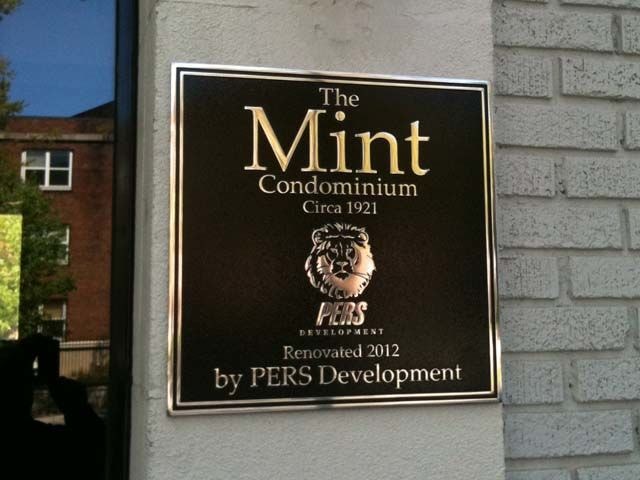 The
Mint
Condominium
Circa 1921
PERS
DEVELOPMENT
Renovated 2012
by PERS Development